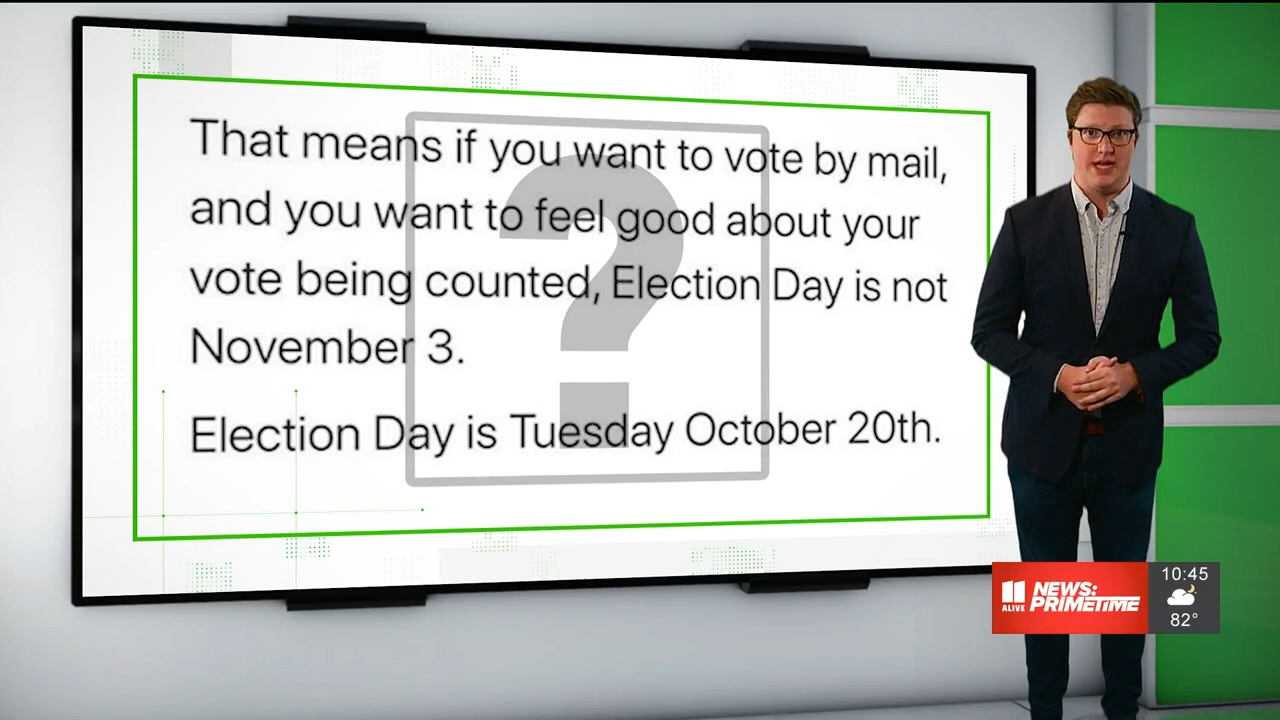 That means if you want to vote by mail,
and you want to feel good about your
vote being counted, Election Day is not
November 3.
Election Day is Tuesday October 20th.
11
ALIVE
NEWS:
PRIMETIME
10:45
82°